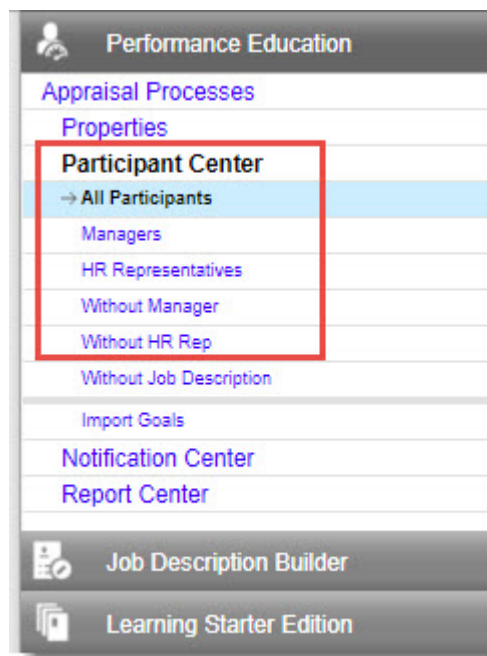 Performance Education
Appraisal Processes
Properties
Participant Center
→ All Participants
Managers
HR Representatives
Without Manager
Without HR Rep
Without Job Description
Import Goals
Notification Center
Report Center
Job Description Builder
Learning Starter Edition